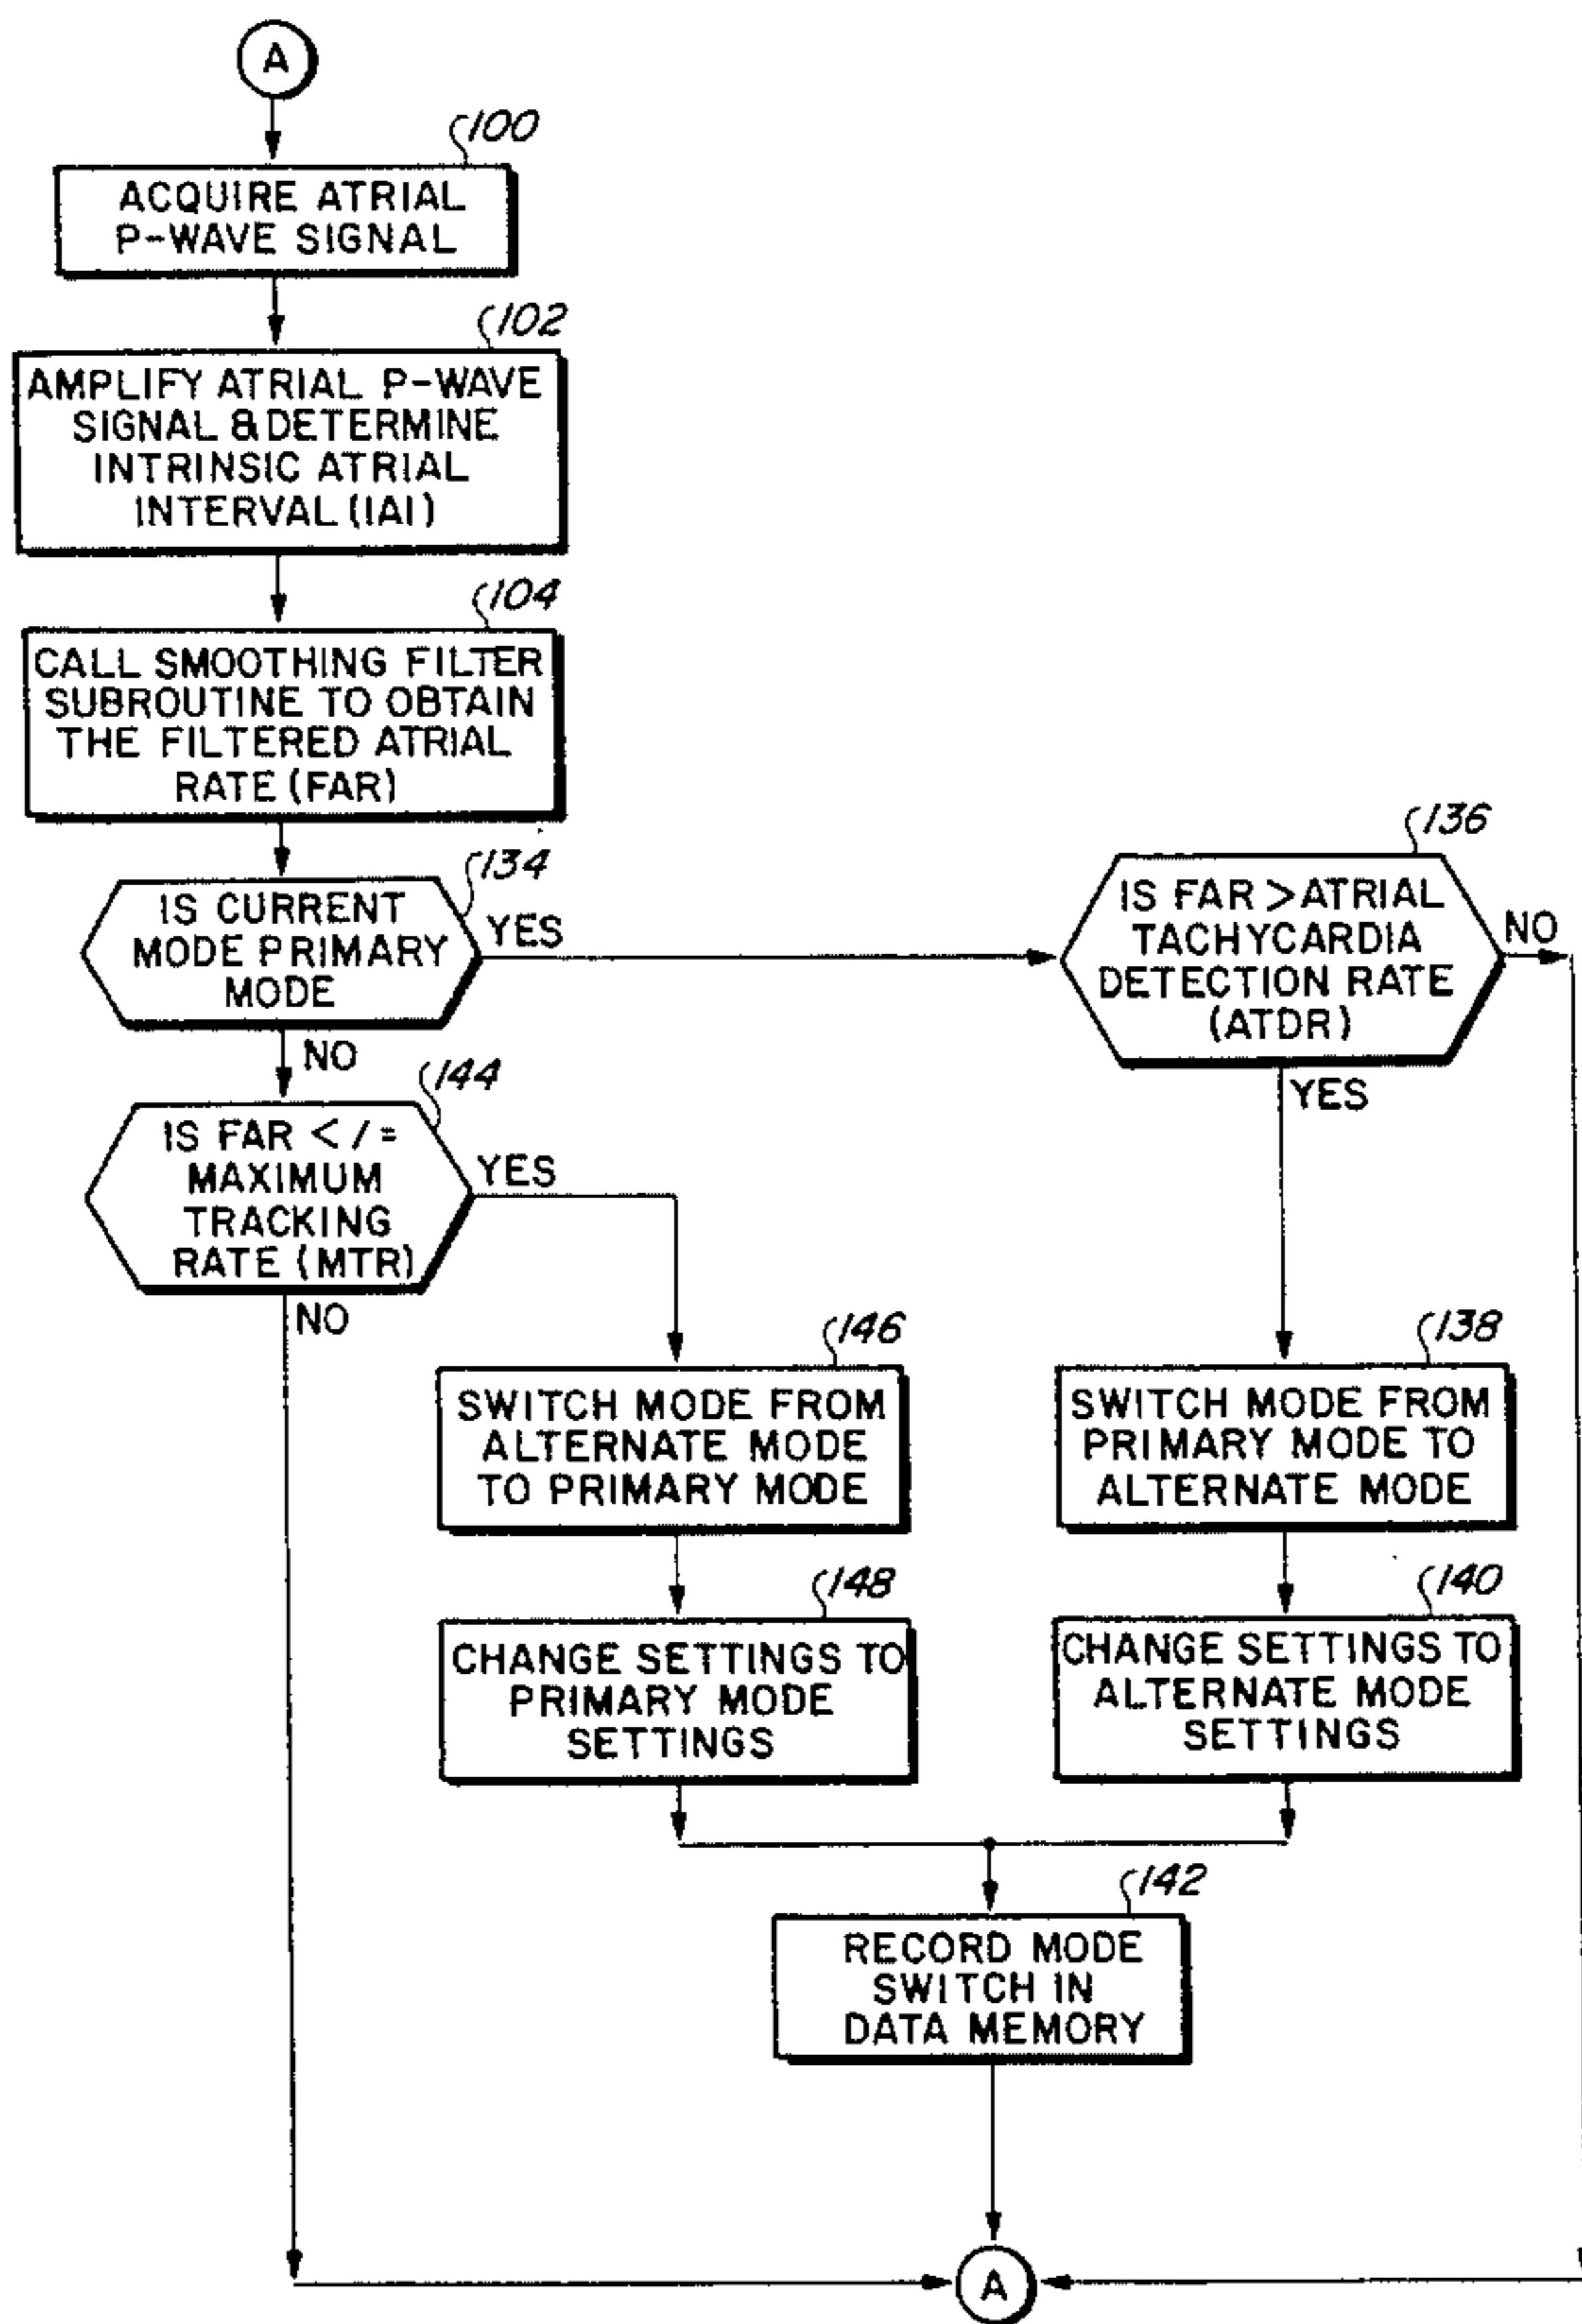 A
100
ACQUIRE ATRIAL
P-WAVE SIGNAL
102
AMPLIFY ATRIAL P-WAVE
SIGNAL & DETERMINE
INTRINSIC ATRIAL
INTERVAL (IAI)
104
CALL SMOOTHING FILTER
SUBROUTINE TO OBTAIN
THE FILTERED ATRIAL
RATE (FAR)
134
IS CURRENT
MODE PRIMARY
MODE
YES
NO
136
IS FAR > ATRIAL
TACHYCARDIA
DETECTION RATE
(ATDR)
NO
YES
144
IS FAR < / =
MAXIMUM
TRACKING
RATE (MTR)
YES
NO
146
SWITCH MODE FROM
ALTERNATE MODE
TO PRIMARY MODE
138
SWITCH MODE FROM
PRIMARY MODE TO
ALTERNATE MODE
148
CHANGE SETTINGS TO
PRIMARY MODE
SETTINGS
140
CHANGE SETTINGS TO
ALTERNATE MODE
SETTINGS
142
RECORD MODE
SWITCH IN
DATA MEMORY
A